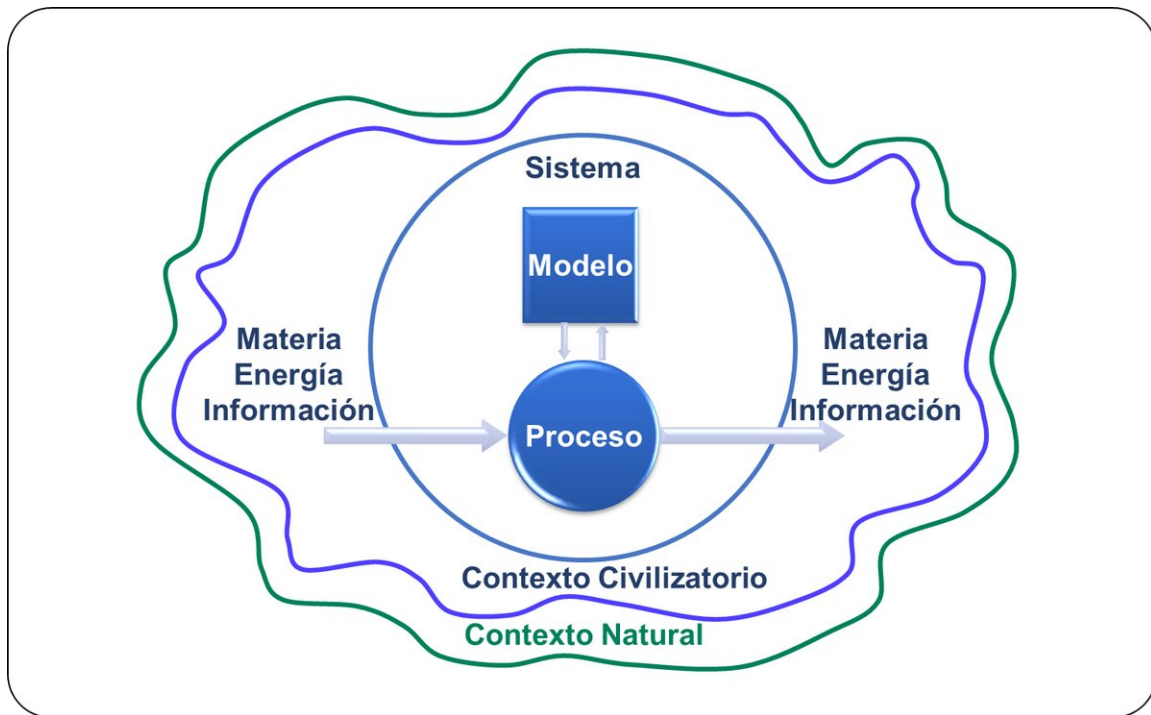 Sistema
Modelo
Materia
Energía
Información
Materia
Energía
Información
Proceso
Contexto Civilizatorio
Contexto Natural